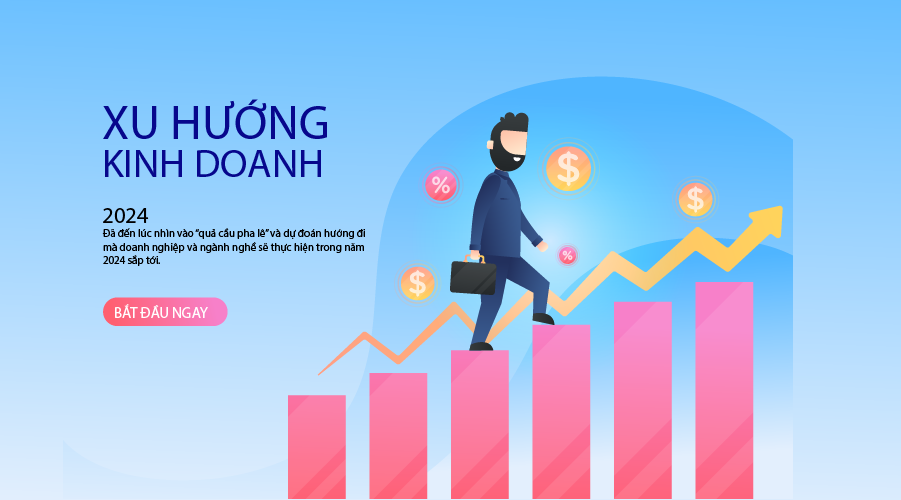 XU HƯỚNG
KINH DOANH
2024
Đã đến lúc nhìn vào "quả cầu pha lê" và dự đoán hướng đi
mà doanh nghiệp và ngành nghề sẽ thực hiện trong năm
2024 sắp tới.
BẮT ĐẦU NGAY
%
$
$
%
$